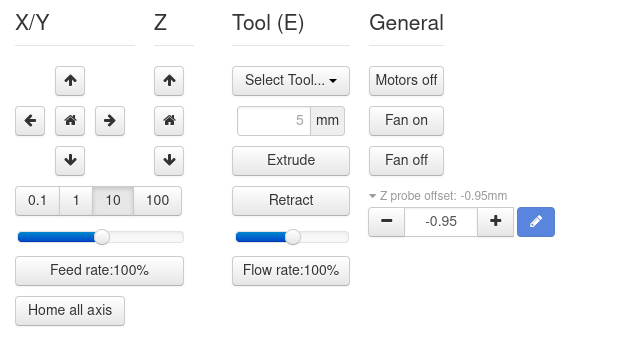 X/Y Z Tool (E) General
Select Tool... Motors off
5 mm Fan on
Extrude Fan off
0.1 1 10 100 Retract Z probe offset: -0.95mm
-0.95
Feed rate:100% Flow rate:100%
Home all axis